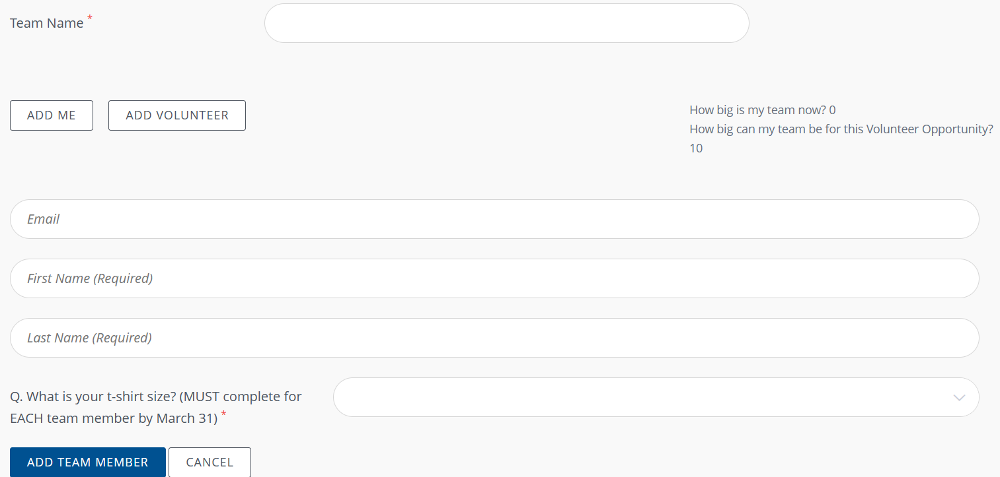 Team Name *
ADD ME
ADD VOLUNTEER
How big is my team now? 0
How big can my team be for this Volunteer Opportunity?
10
Email
First Name (Required)
Last Name (Required)
Q. What is your t-shirt size? (MUST complete for
EACH team member by March 31) *
ADD TEAM MEMBER
CANCEL